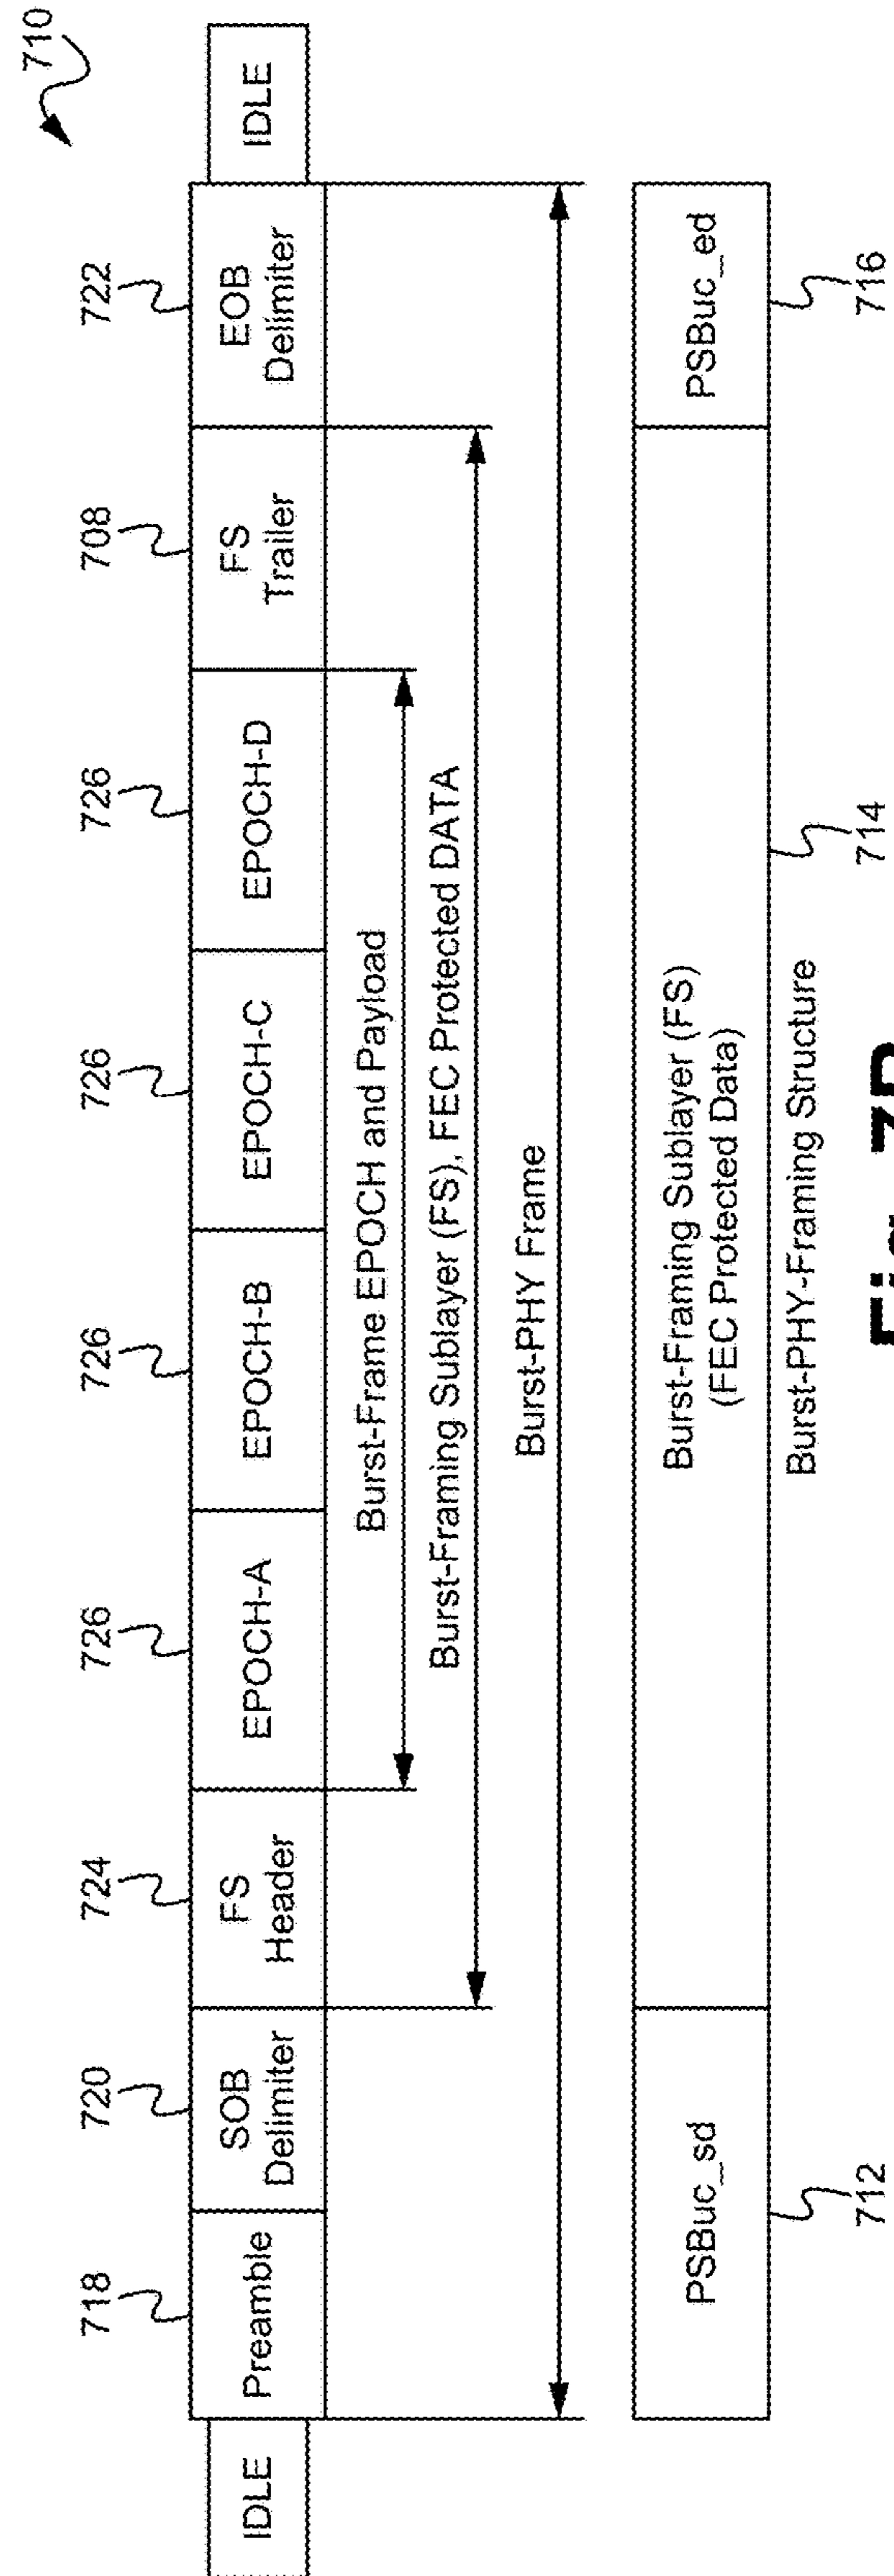 710
718
720
724
726
726
726
726
708
722
IDLE
Preamble
SOB
Delimiter
FS
Header
EPOCH-A
EPOCH-B
EPOCH-C
EPOCH-D
FS
Trailer
EOB
Delimiter
IDLE
Burst-Frame EPOCH and Payload
Burst-Framing Sublayer (FS), FEC Protected DATA
Burst-PHY Frame
PSBuc_sd
Burst-Framing Sublayer (FS)
(FEC Protected Data)
PSBuc_ed
712
714
716
Burst-PHY-Framing Structure